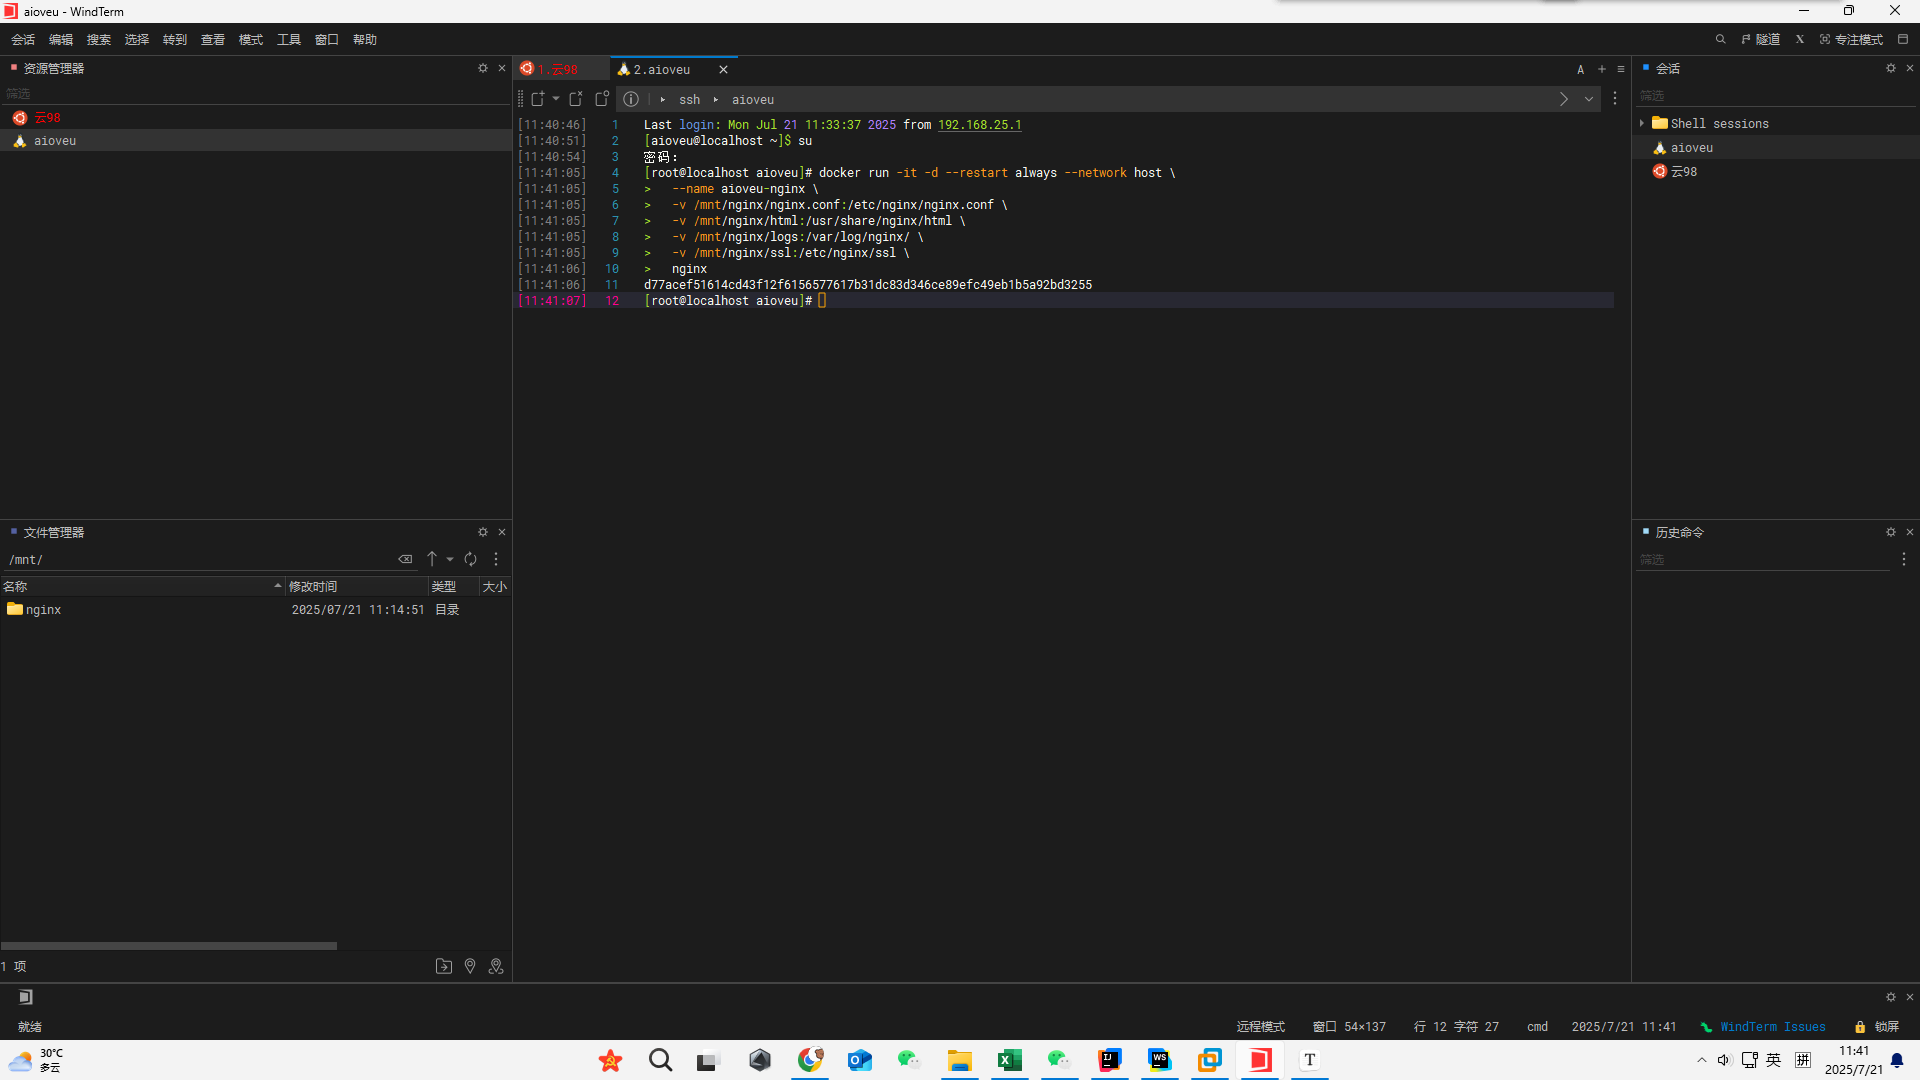 aioveu - WindTerm
会话 编辑 搜索 选择 转到 查看 模式 工具 窗口 帮助
隧道 X 专注模式
资源管理器
筛选
云98
aioveu
1.云98
2.aioveu
A
ssh aioveu
[11:40:46] 1 Last login: Mon Jul 21 11:33:37 2025 from 192.168.25.1
[11:40:51] 2 [aioveu@localhost ~]$ su
[11:40:54] 3 密码：
[11:41:05] 4 [root@localhost aioveu]# docker run -it -d --restart always --network host \
[11:41:05] 5 > --name aioveu-nginx \
[11:41:05] 6 > -v /mnt/nginx/nginx.conf:/etc/nginx/nginx.conf \
[11:41:05] 7 > -v /mnt/nginx/html:/usr/share/nginx/html \
[11:41:05] 8 > -v /mnt/nginx/logs:/var/log/nginx/ \
[11:41:05] 9 > -v /mnt/nginx/ssl:/etc/nginx/ssl \
[11:41:06] 10 > nginx
[11:41:06] 11 d77acef51614cd43f12f6156577617b31dc83d346ce89efc49eb1b5a92bd3255
[11:41:07] 12 [root@localhost aioveu]#
会话
筛选
Shell sessions
aioveu
云98
文件管理器
/mnt/
名称 修改时间 类型 大小
nginx 2025/07/21 11:14:51 目录
1 项
历史命令
筛选
就绪
远程模式 窗口 54×137 行 12 字符 27 cmd 2025/7/21 11:41 WindTerm Issues 锁屏
30°C
多云
英 拼
11:41
2025/7/21